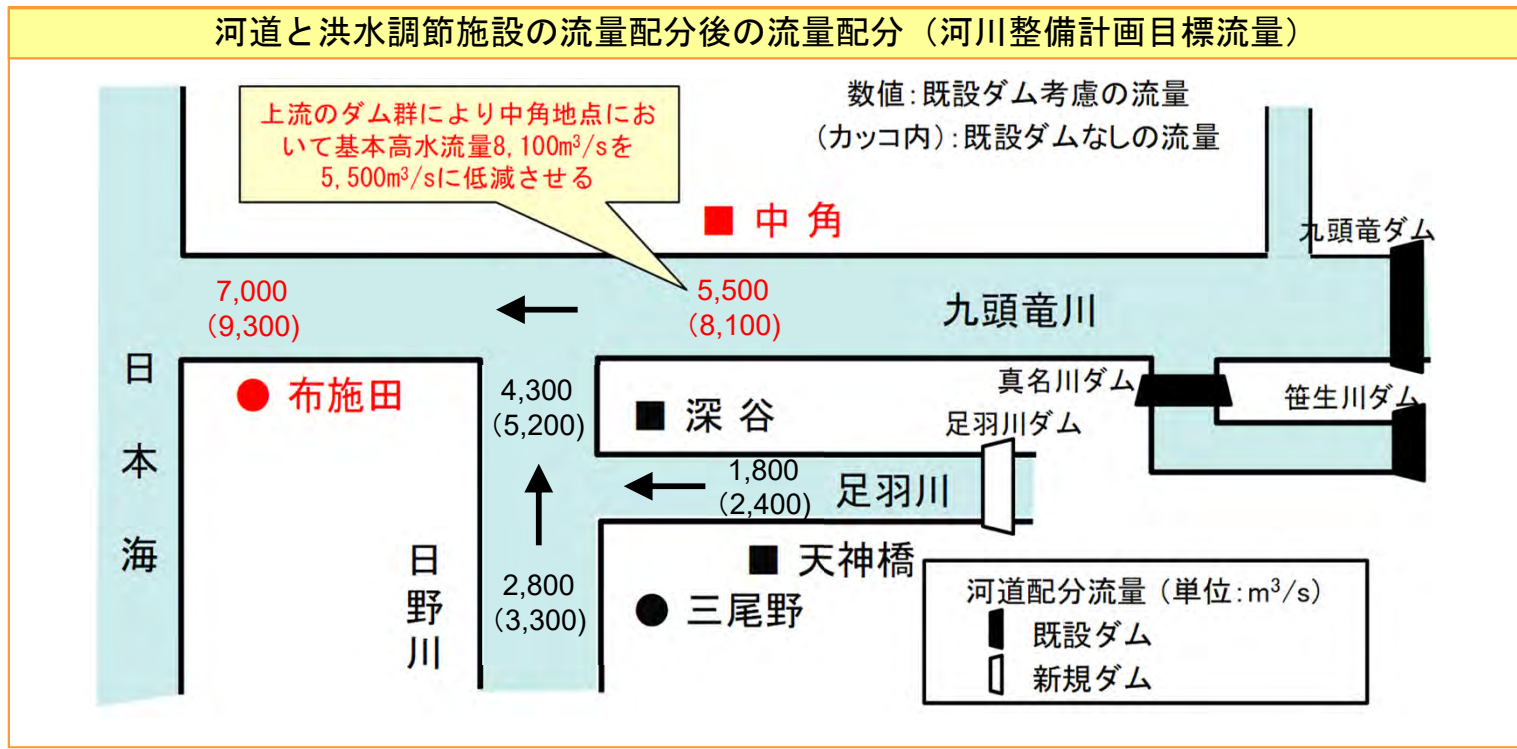 河道と洪水調節施設の流量配分後の流量配分（河川整備計画目標流量）
上流のダム群により中角地点にお
いて基本高水流量8,100m³/sを
5,500m³/sに低減させる
数値：既設ダム考慮の流量
（カッコ内）：既設ダムなしの流量
■ 中 角
九頭竜ダム
7,000
（9,300）
5,500
（8,100）
九頭竜川
日本海
● 布施田
4,300
（5,200）
■ 深 谷
真名川ダム
笹生川ダム
足羽川ダム
1,800
（2,400）
足羽川
日野川
2,800
（3,300）
■ 天神橋
● 三尾野
河道配分流量（単位：m³/s）
既設ダム
新規ダム